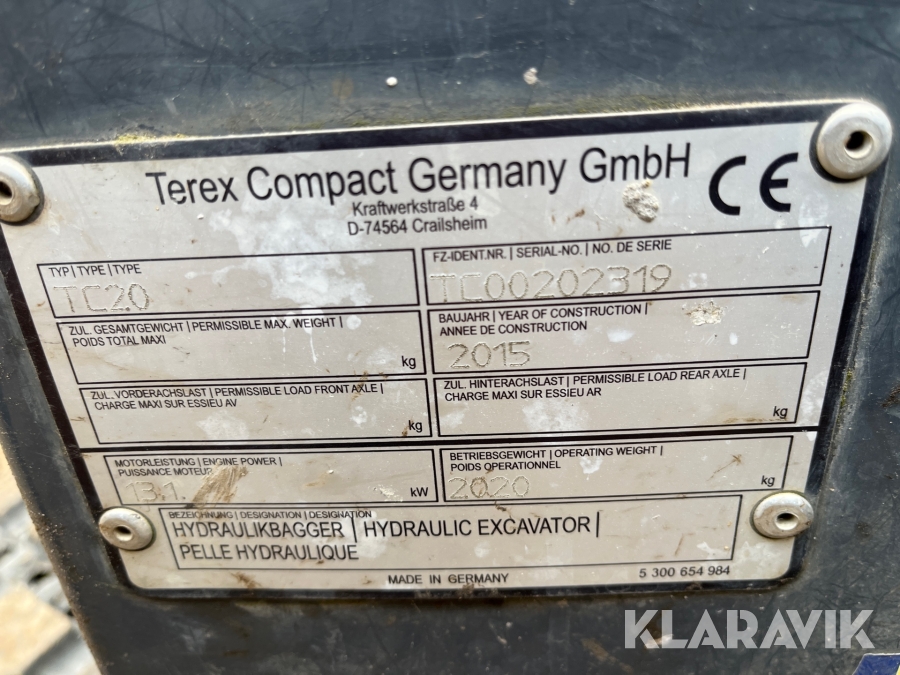 Terex Compact Germany GmbH
Kraftwerkstraße 4
D-74564 Crailsheim
CE
TYP | TYPE | TYPE
TC20
FZ-IDENT.NR. | SERIAL-NO. | NO. DE SERIE
TC00202319
ZUL. GESAMTGEWICHT | PERMISSIBLE MAX. WEIGHT |
POIDS TOTAL MAXI
kg
BAUJAHR | YEAR OF CONSTRUCTION |
ANNEE DE CONSTRUCTION
2015
ZUL. VORDERACHSLAST | PERMISSIBLE LOAD FRONT AXLE |
CHARGE MAXI SUR ESSIEU AV
kg
ZUL. HINTERACHSLAST | PERMISSIBLE LOAD REAR AXLE |
CHARGE MAXI SUR ESSIEU AR
kg
MOTORLEISTUNG | ENGINE POWER |
PUISSANCE MOTEUR
kW
BETRIEBSGEWICHT | OPERATING WEIGHT |
POIDS OPERATIONNEL
2020
kg
BEZEICHNUNG | DESIGNATION | DESIGNATION
HYDRAULIKBAGGER | HYDRAULIC EXCAVATOR |
PELLE HYDRAULIQUE
MADE IN GERMANY
5 300 654 984
KLARAVIK